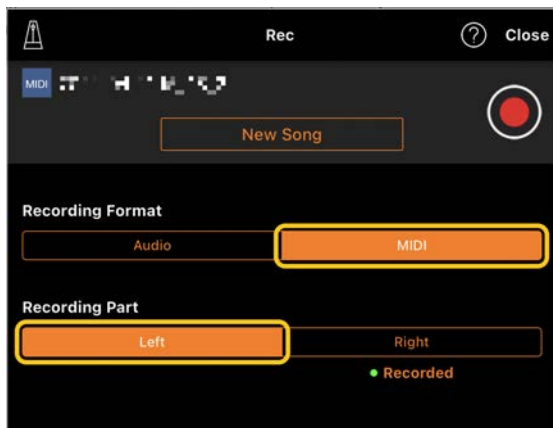 Rec
? Close
MIDI
New Song
Recording Format
Audio MIDI
Recording Part
Left Right
Recorded